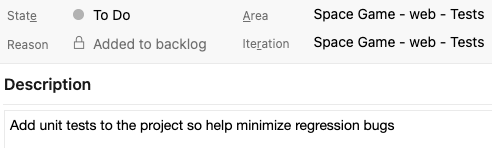 State To Do Area Space Game - web - Tests
Reason Added to backlog Iteration Space Game - web - Tests
Description
Add unit tests to the project so help minimize regression bugs